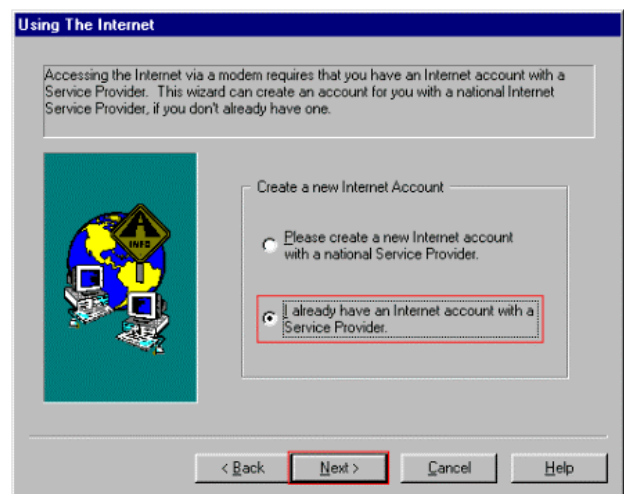 Using The Internet
Accessing the Internet via a modem requires that you have an Internet account with a
Service Provider. This wizard can create an account for you with a national Internet
Service Provider, if you don't already have one.
INFO
Create a new Internet Account
Please create a new Internet account
with a national Service Provider.
I already have an Internet account with a
Service Provider.
< Back
Next >
Cancel
Help